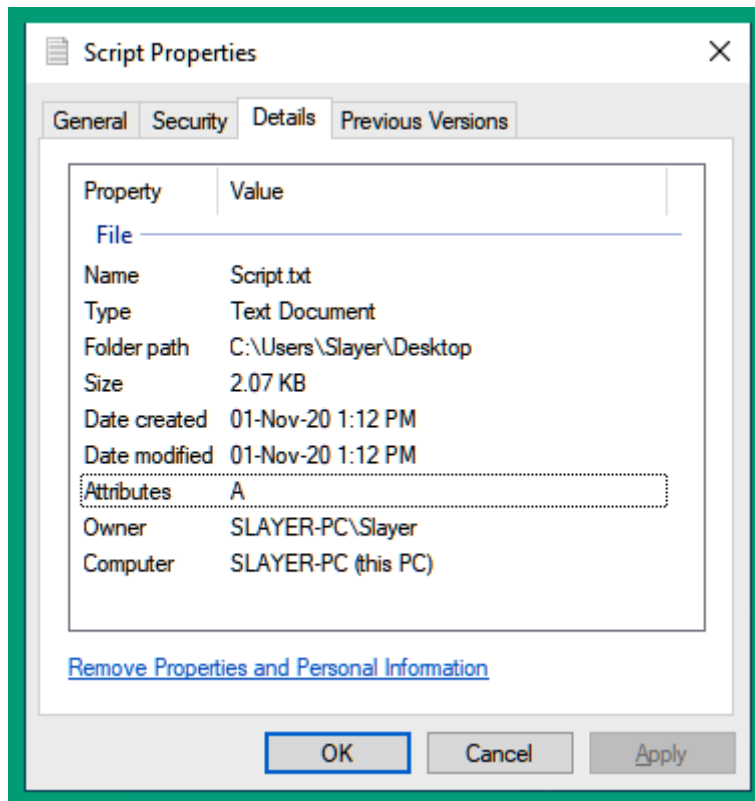 Script Properties
General Security Details Previous Versions
Property Value
File
Name Script.txt
Type Text Document
Folder path C:\Users\Slayer\Desktop
Size 2.07 KB
Date created 01-Nov-20 1:12 PM
Date modified 01-Nov-20 1:12 PM
Attributes A
Owner SLAYER-PC\Slayer
Computer SLAYER-PC (this PC)
Remove Properties and Personal Information
OK Cancel Apply